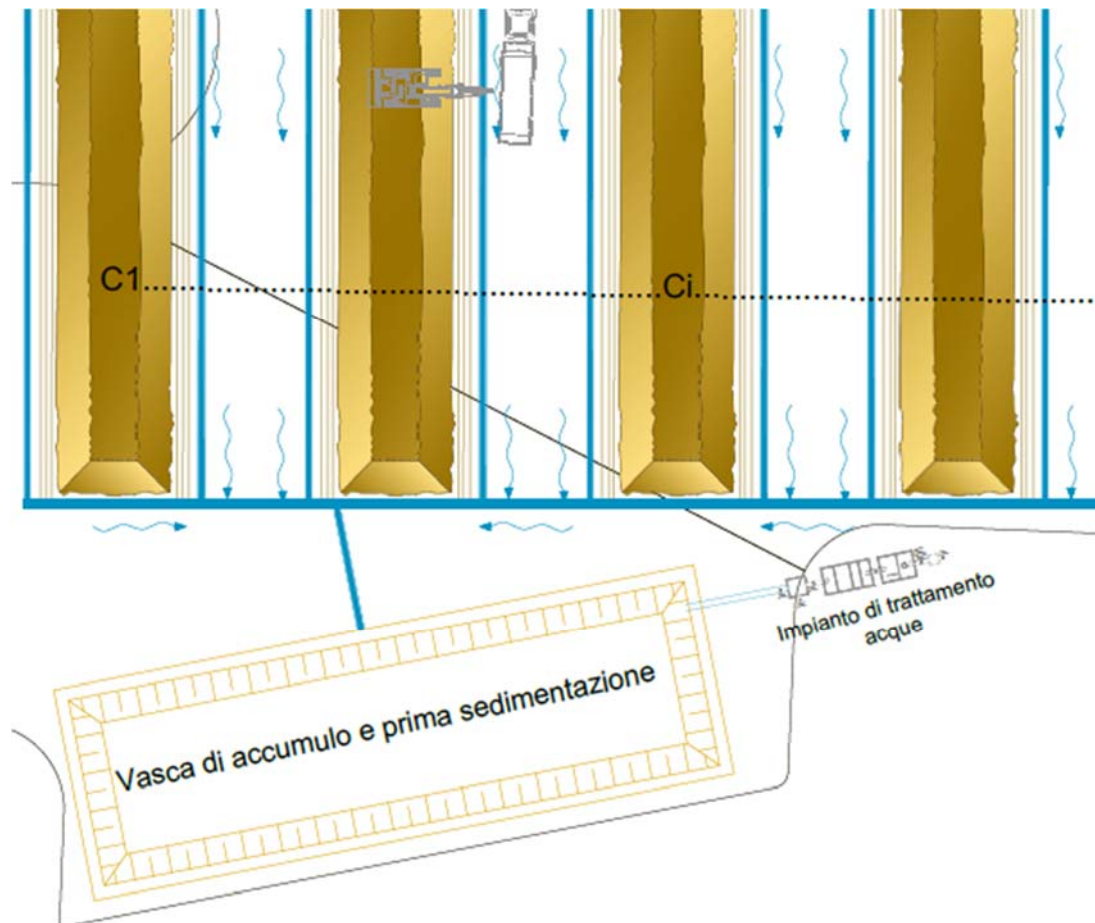 C1
Ci
Impianto di trattamento
acque
Vasca di accumulo e prima sedimentazione